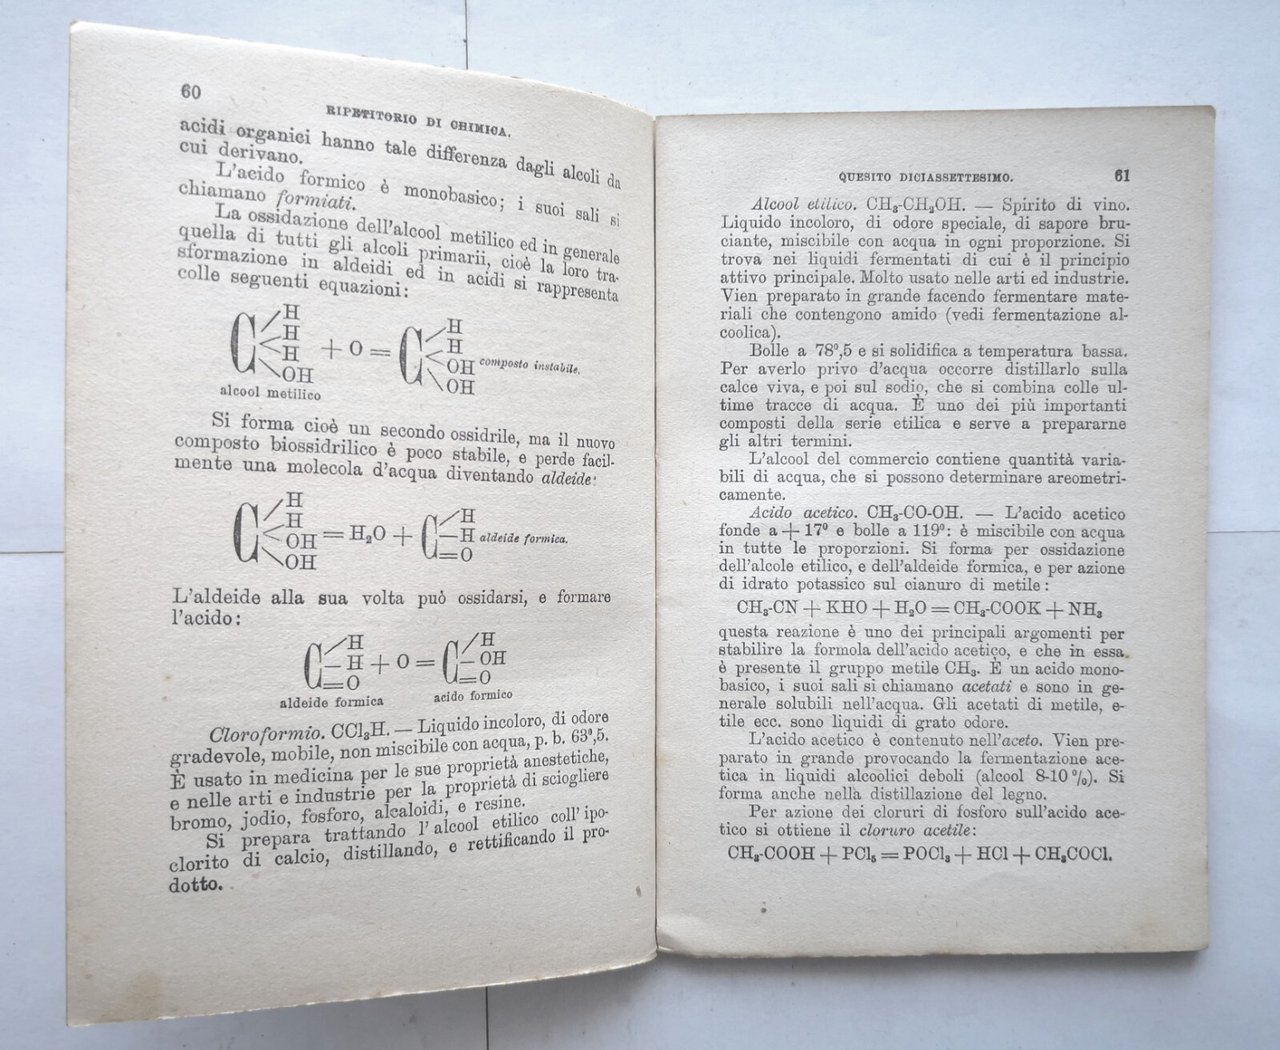 60
RIPETITORIO DI CHIMICA.
acidi organici hanno tale differenza dagli alcoli da
cui derivano.
L'acido formico è monobasico; i suoi sali si
chiamano formiati.
La ossidazione dell'alcool metilico ed in generale
quella di tutti gli alcoli primarii, cioè la loro tra-
sformazione in aldeidi ed in acidi si rappresenta
colle seguenti equazioni:
H
H
H
OH
C
+ O =
C
H
H
OH
OH
composto instabile.
alcool metilico
Si forma cioè un secondo ossidrile, ma il nuovo
composto biossidrilico è poco stabile, e perde facil-
mente una molecola d'acqua diventando aldeide:
H
H
OH
OH
C
= H₂O +
C
H
H
O
aldeide formica.
L'aldeide alla sua volta può ossidarsi, e formare
l'acido:
C
H
H
O
+ O =
C
H
OH
O
aldeide formica
acido formico
Cloroformio. CCl₃H. — Liquido incoloro, di odore
gradevole, mobile, non miscibile con acqua, p. b. 63⁰,5.
È usato in medicina per le sue proprietà anestetiche,
e nelle arti e industrie per la proprietà di sciogliere
bromo, jodio, fosforo, alcaloidi, e resine.
Si prepara trattando l'alcool etilico coll'ipo-
clorito di calcio, distillando, e rettificando il pro-
dotto.
QUESITO DICIASSETTESIMO.
61
Alcool etilico. CH₃-CH₂OH. — Spirito di vino.
Liquido incoloro, di odore speciale, di sapore bru-
ciante, miscibile con acqua in ogni proporzione. Si
trova nei liquidi fermentati di cui è il principio
attivo principale. Molto usato nelle arti ed industrie.
Vien preparato in grande facendo fermentare mate-
riali che contengono amido (vedi fermentazione al-
coolica).
Bolle a 78⁰,5 e si solidifica a temperatura bassa.
Per averlo privo d'acqua occorre distillarlo sulla
calce viva, e poi sul sodio, che si combina colle ul-
time tracce di acqua. È uno dei più importanti
composti della serie etilica e serve a prepararne
gli altri termini.
L'alcool del commercio contiene quantità varia-
bili di acqua, che si possono determinare areometri-
camente.
Acido acetico. CH₃-CO-OH. — L'acido acetico
fonde a + 17⁰ e bolle a 119⁰: è miscibile con acqua
in tutte le proporzioni. Si forma per ossidazione
dell'alcole etilico, e dell'aldeide formica, e per azione
di idrato potassico sul cianuro di metile:
CH₃-CN + KHO + H₂O = CH₃-COOK + NH₃
questa reazione è uno dei principali argomenti per
stabilire la formola dell'acido acetico, e che in essa
è presente il gruppo metile CH₃. È un acido mono-
basico, i suoi sali si chiamano acetati e sono in ge-
nerale solubili nell'acqua. Gli acetati di metile, e-
tile ecc. sono liquidi di grato odore.
L'acido acetico è contenuto nell'aceto. Vien pre-
parato in grande provocando la fermentazione ace-
tica in liquidi alcoolici deboli (alcool 8-10 %). Si
forma anche nella distillazione del legno.
Per azione dei cloruri di fosforo sull'acido ace-
tico si ottiene il cloruro acetile:
CH₃-COOH + PCl₅ = POCl₃ + HCl + CH₃COCl.